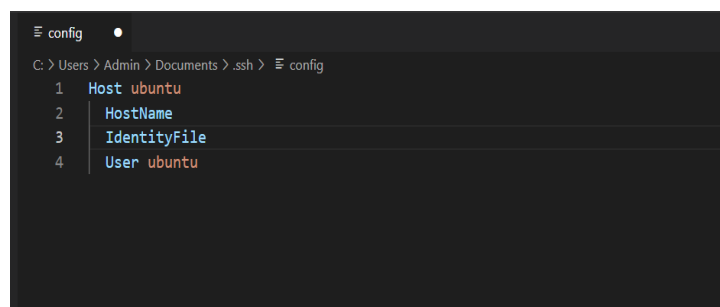 config
C: > Users > Admin > Documents > .ssh > config
1 Host ubuntu
2 HostName
3 IdentityFile
4 User ubuntu